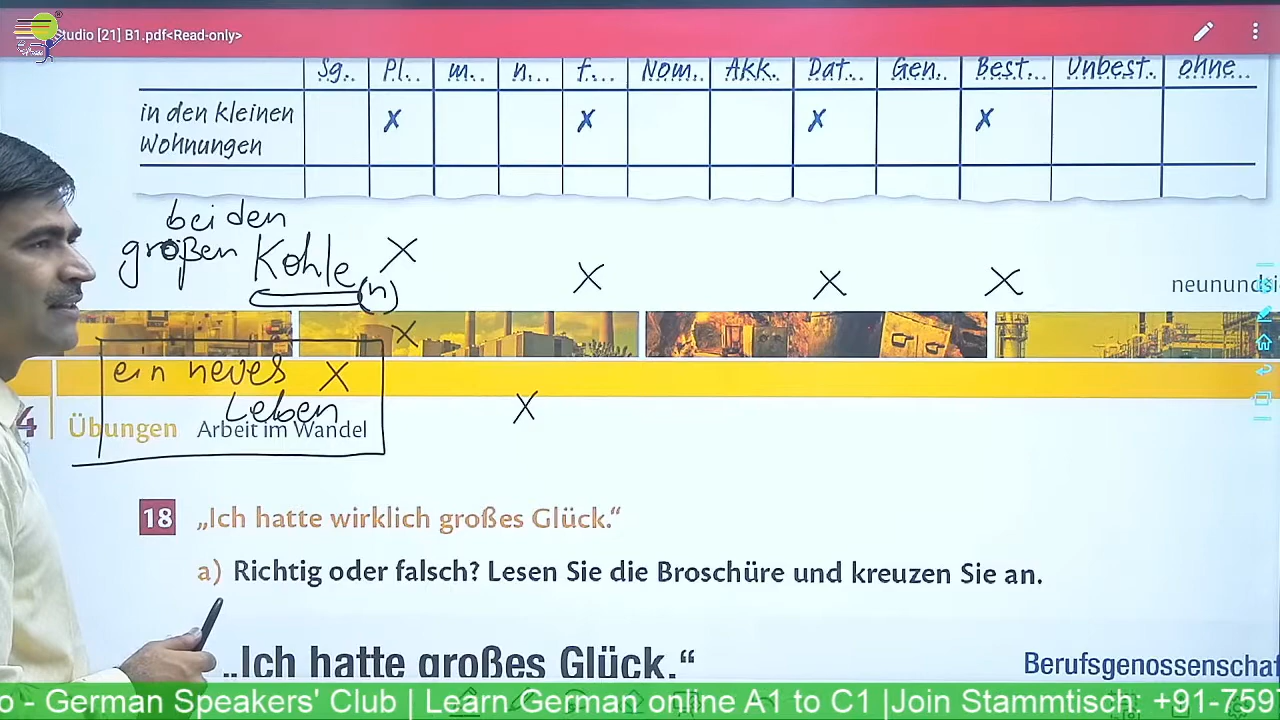 studio [21] B1.pdf<Read-only>
Sg.. Pl... m... n... f.... Nom.. Akk.. Dat... Gen.. Best... Unbest.. ohne...
in den kleinen x x x x
Wohnungen
bei den
großen Kohle(n) X X X X
neunundsi
X
ein neues X
Leben X
4 Übungen Arbeit im Wandel
18 „Ich hatte wirklich großes Glück.“
a) Richtig oder falsch? Lesen Sie die Broschüre und kreuzen Sie an.
„Ich hatte großes Glück.“ Berufsgenossenschaf
o - German Speakers' Club | Learn German online A1 to C1 |Join Stammtisch: +91-759